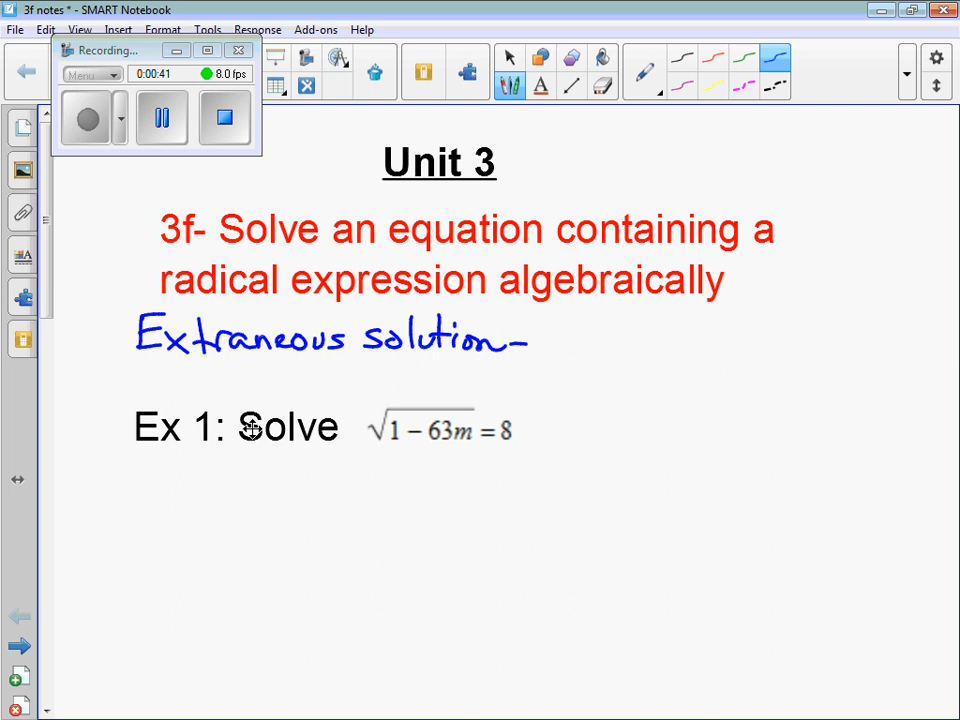 3f notes * - SMART Notebook
File Edit View Insert Format Tools Response Add-ons Help
Recording...
Menu 0:00:41 8.0 fps
Unit 3
3f- Solve an equation containing a
radical expression algebraically
Extraneous solution-
Ex 1: Solve √1 − 63m = 8